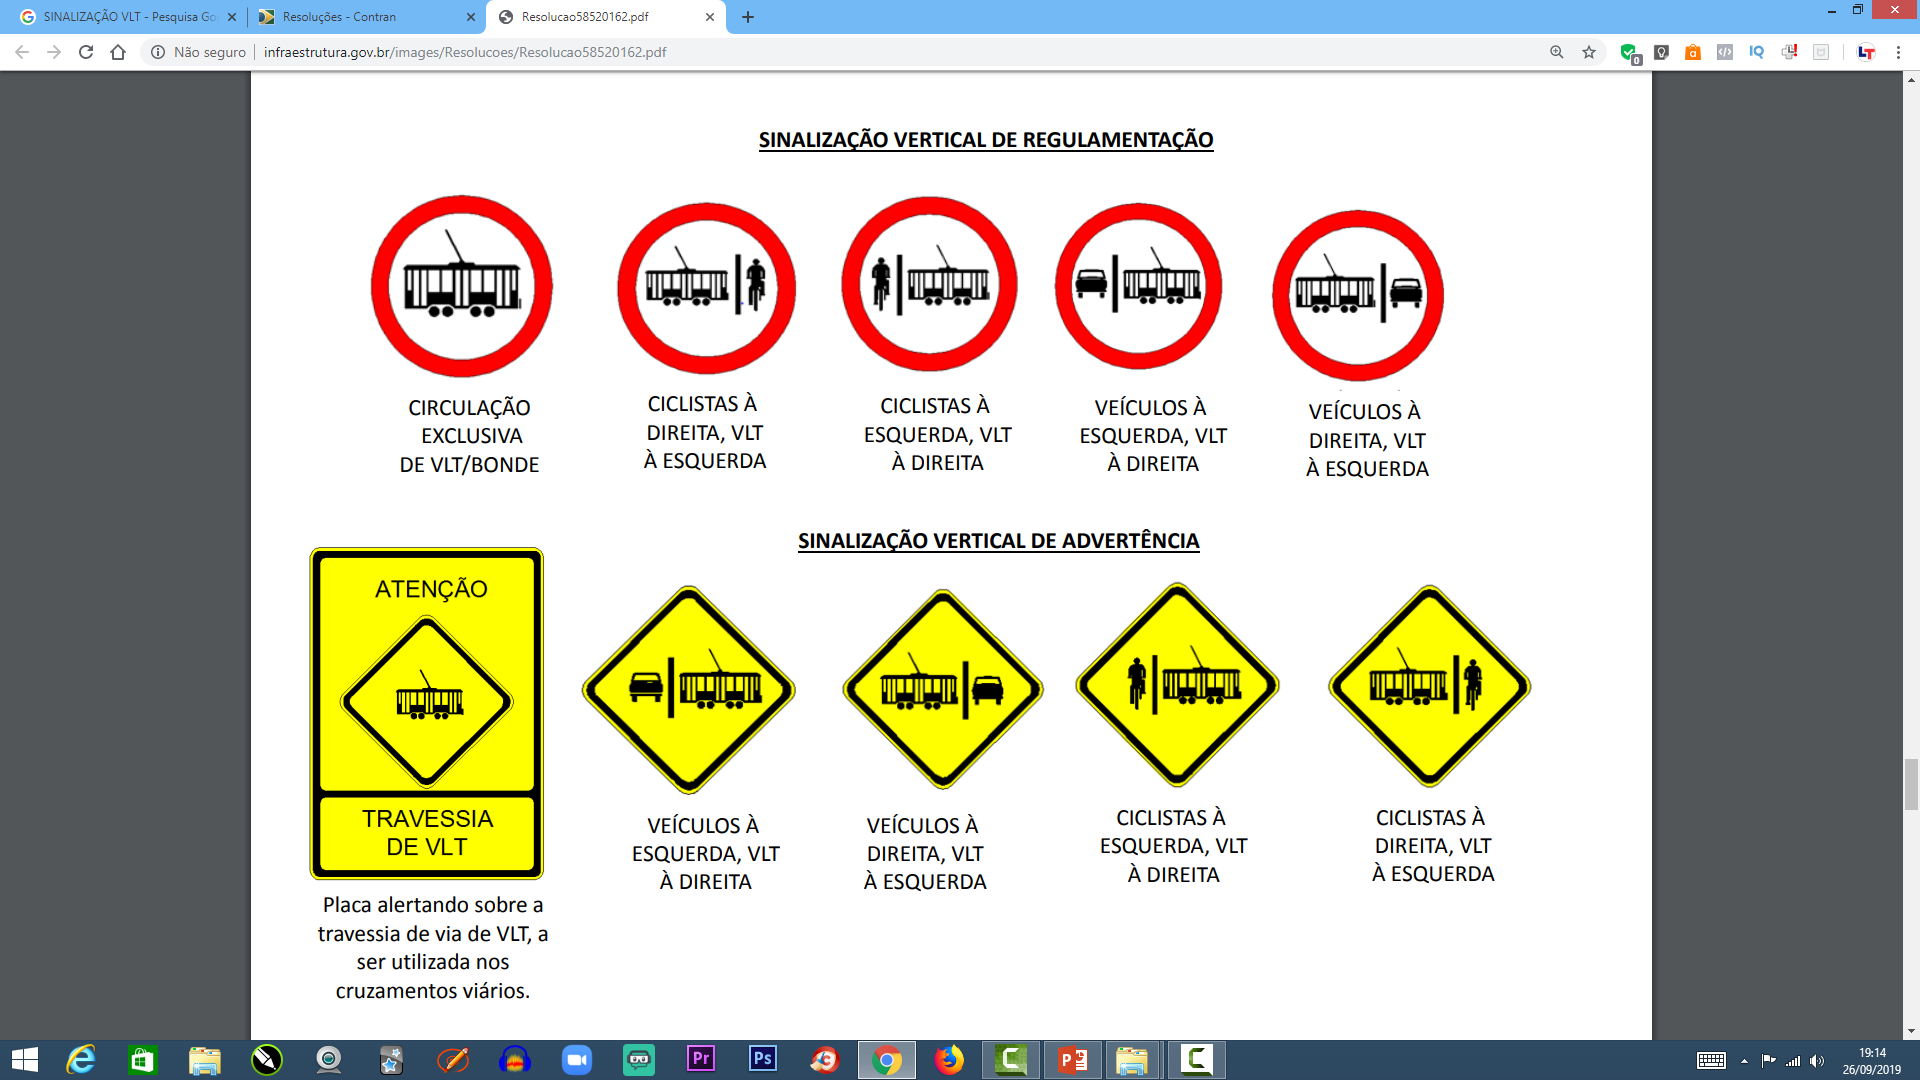 SINALIZAÇÃO VLT - Pesquisa Go
Resoluções - Contran
Resolucao58520162.pdf
Não seguro
infraestrutura.gov.br/images/Resolucoes/Resolucao58520162.pdf
0
IQ
LT
SINALIZAÇÃO VERTICAL DE REGULAMENTAÇÃO
CIRCULAÇÃO
EXCLUSIVA
DE VLT/BONDE
CICLISTAS À
DIREITA, VLT
À ESQUERDA
CICLISTAS À
ESQUERDA, VLT
À DIREITA
VEÍCULOS À
ESQUERDA, VLT
À DIREITA
VEÍCULOS À
DIREITA, VLT
À ESQUERDA
SINALIZAÇÃO VERTICAL DE ADVERTÊNCIA
ATENÇÃO
TRAVESSIA
DE VLT
Placa alertando sobre a
travessia de via de VLT, a
ser utilizada nos
cruzamentos viários.
VEÍCULOS À
ESQUERDA, VLT
À DIREITA
VEÍCULOS À
DIREITA, VLT
À ESQUERDA
CICLISTAS À
ESQUERDA, VLT
À DIREITA
CICLISTAS À
DIREITA, VLT
À ESQUERDA
Pr
Ps
19:14
26/09/2019